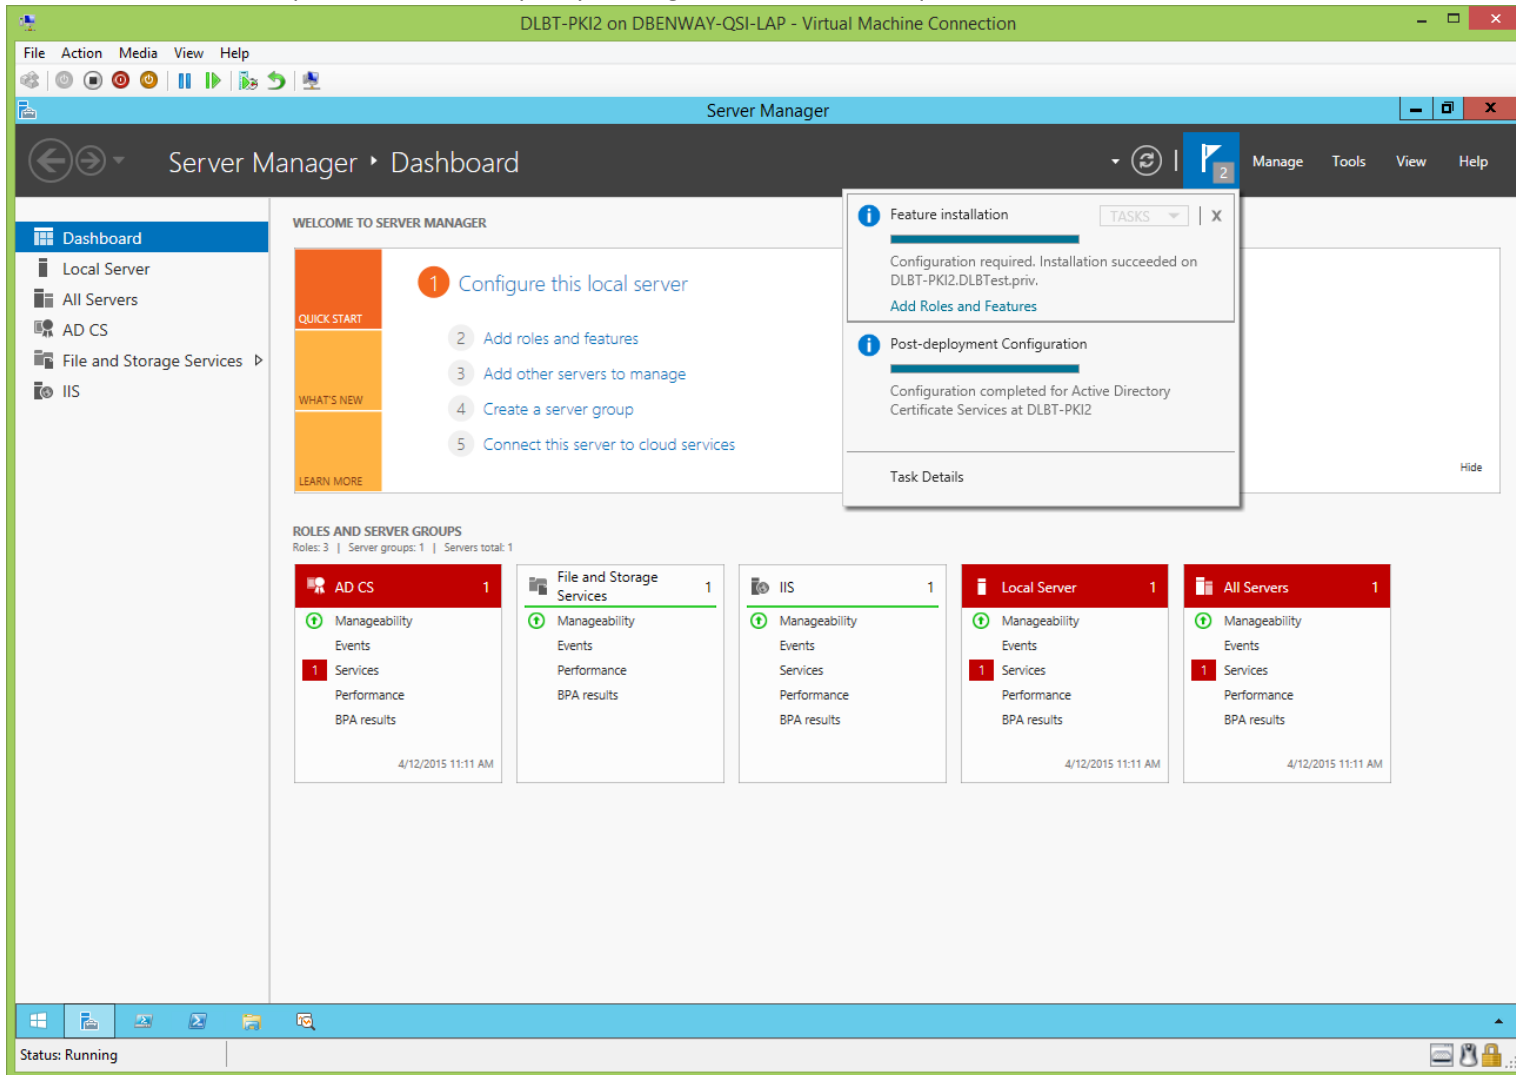 DLBT-PKI2 on DBENWAY-QSI-LAP - Virtual Machine Connection
File Action Media View Help
Server Manager
Server Manager • Dashboard
2 Manage Tools View Help
Dashboard
Local Server
All Servers
AD CS
File and Storage Services
IIS
WELCOME TO SERVER MANAGER
QUICK START
WHAT'S NEW
LEARN MORE
1 Configure this local server
2 Add roles and features
3 Add other servers to manage
4 Create a server group
5 Connect this server to cloud services
Hide
Feature installation
TASKS X
Configuration required. Installation succeeded on
DLBT-PKI2.DLBTest.priv.
Add Roles and Features
Post-deployment Configuration
Configuration completed for Active Directory
Certificate Services at DLBT-PKI2
Task Details
ROLES AND SERVER GROUPS
Roles: 3 | Server groups: 1 | Servers total: 1
AD CS 1
Manageability
Events
1 Services
Performance
BPA results
4/12/2015 11:11 AM
File and Storage
Services 1
Manageability
Events
Performance
BPA results
IIS 1
Manageability
Events
Services
Performance
BPA results
Local Server 1
Manageability
Events
1 Services
Performance
BPA results
4/12/2015 11:11 AM
All Servers 1
Manageability
Events
1 Services
Performance
BPA results
4/12/2015 11:11 AM
Status: Running